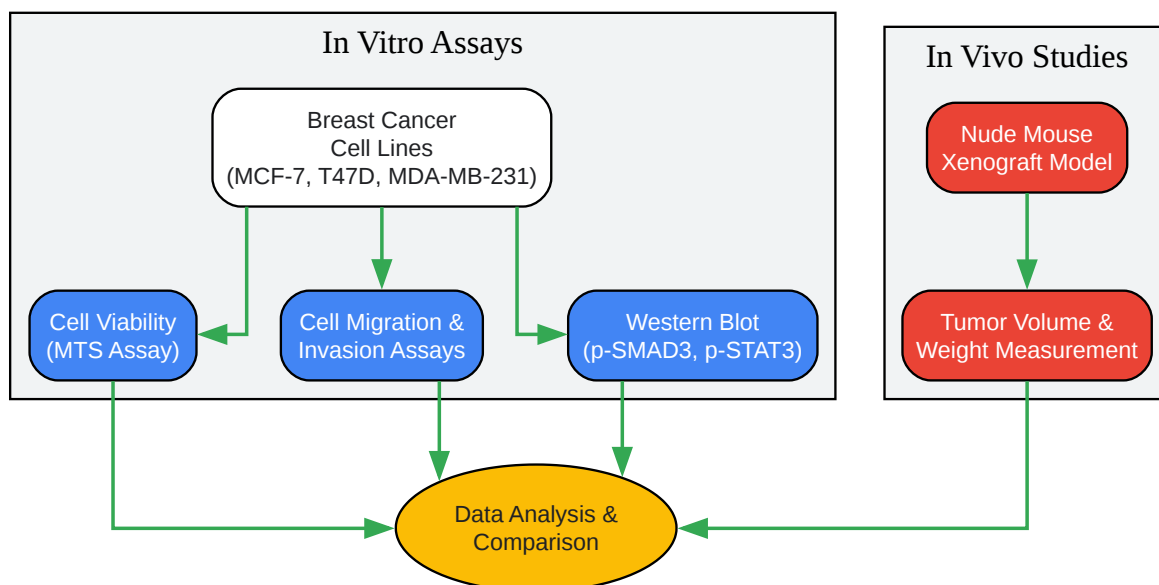 In Vitro Assays
Breast Cancer
Cell Lines
(MCF-7, T47D, MDA-MB-231)
Cell Viability
(MTS Assay)
Cell Migration &
Invasion Assays
Western Blot
(p-SMAD3, p-STAT3)
In Vivo Studies
Nude Mouse
Xenograft Model
Tumor Volume &
Weight Measurement
Data Analysis &
Comparison